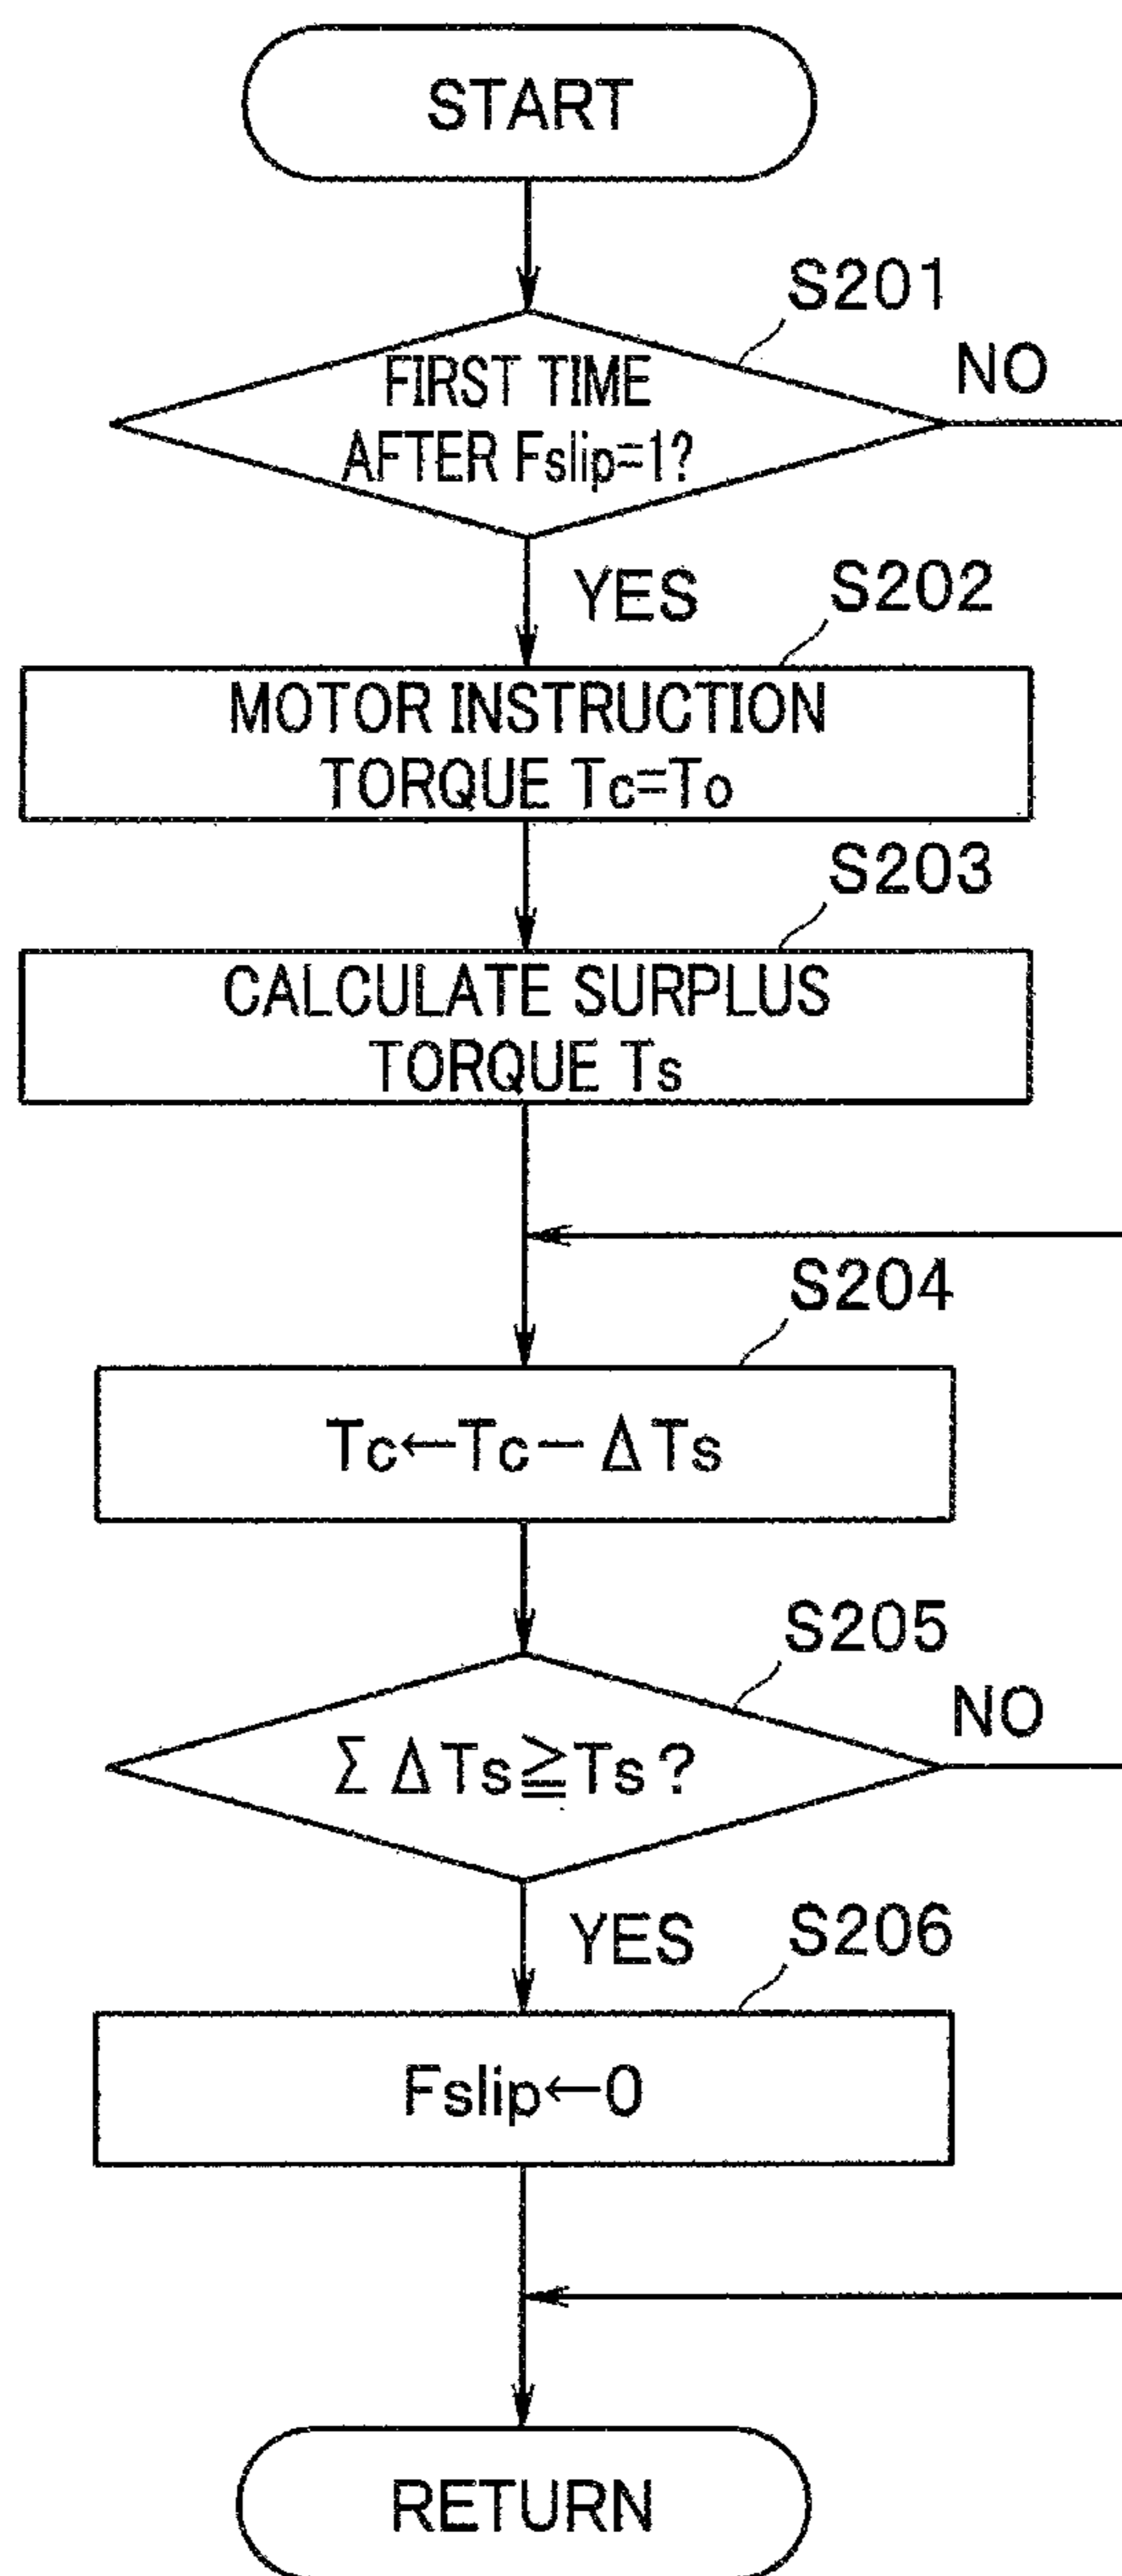 START
S201
FIRST TIME
AFTER Fslip=1?
NO
YES
S202
MOTOR INSTRUCTION
TORQUE Tc=To
S203
CALCULATE SURPLUS
TORQUE Ts
S204
Tc←Tc－ΔTs
S205
ΣΔTs≧Ts?
NO
YES
S206
Fslip←0
RETURN